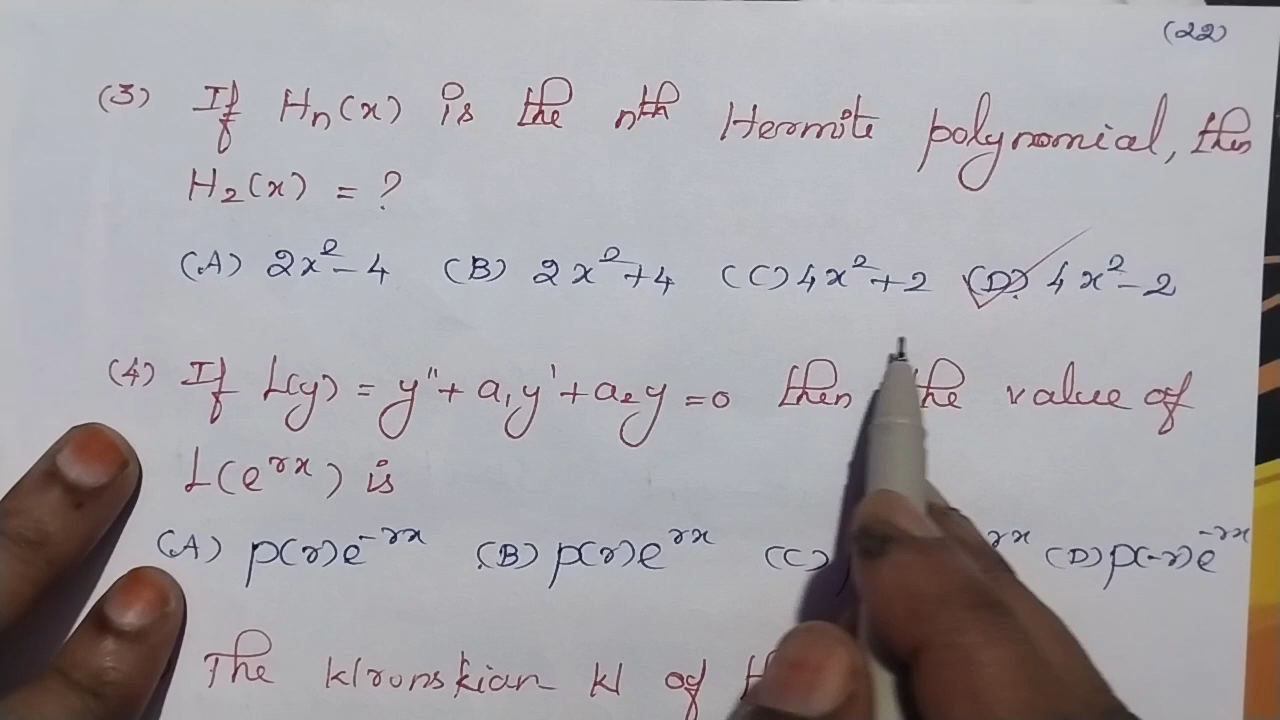 (22)
(3) If Hn(x) is the nth Hermite polynomial, then
H₂(x) = ?
(A) 2x²-4 (B) 2x²+4 (C) 4x²+2 (D) 4x²-2
(4) If L(y) = y''+a₁y'+a₂y=0 then the value of
L(e^rx) is
(A) p(r)e^-rx (B) p(r)e^rx (C) rx (D) p(-r)e^-rx
The Wronskian W of